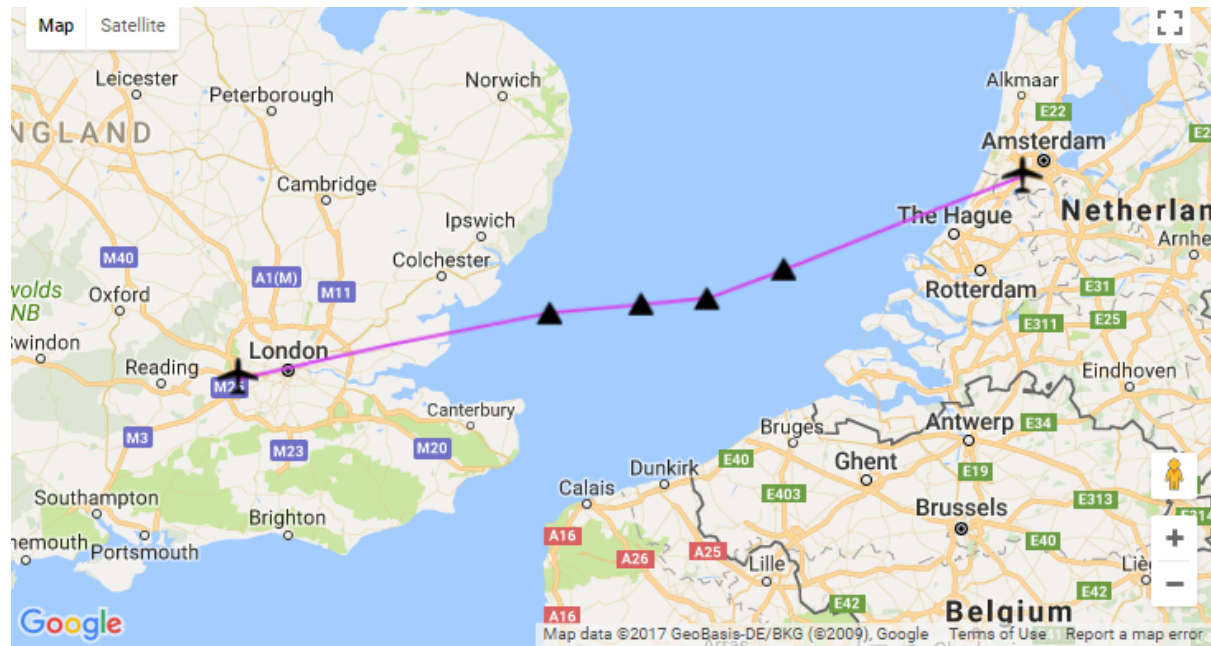 Map Satellite
Leicester
Peterborough
Norwich
Alkmaar
E22
NGLAND
Amsterdam
Cambridge
The Hague
Netherlan
Ipswich
Arnhe
M40
Colchester
A1(M)
M11
wolds
NB
Oxford
Rotterdam
E31
E311
E25
Swindon
London
Reading
M25
Eindhoven
Canterbury
M3
M23
M20
Bruges
Antwerp
E34
E40
Ghent
E19
Dunkirk
Southampton
Calais
E403
E313
Brighton
Brussels
E314
nemouth
Portsmouth
A16
A26
A25
E40
Lille
Liè
E42
E42
Belgium
A16
Google
Map data ©2017 GeoBasis-DE/BKG (©2009), Google Terms of Use Report a map error